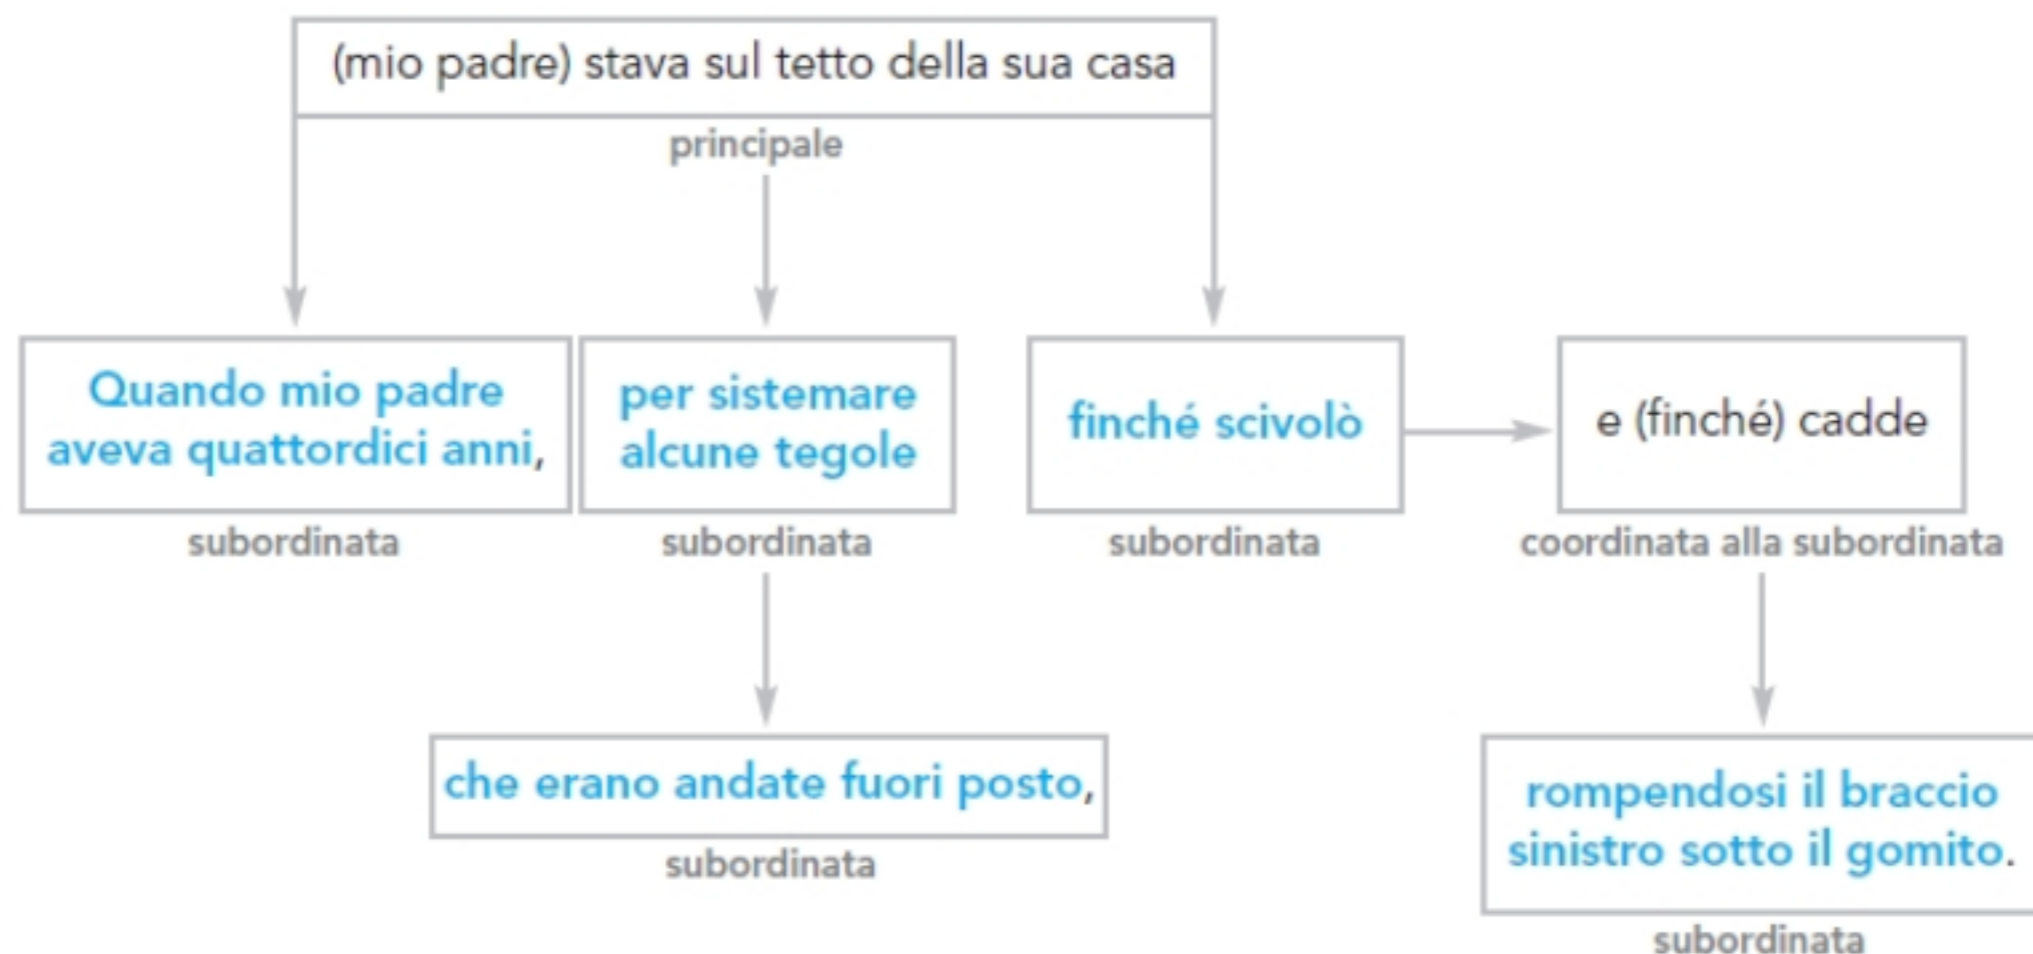 (mio padre) stava sul tetto della sua casa
principale
Quando mio padre
aveva quattordici anni,
subordinata
per sistemare
alcune tegole
subordinata
finché scivolò
subordinata
e (finché) cadde
coordinata alla subordinata
che erano andate fuori posto,
subordinata
rompendosi il braccio
sinistro sotto il gomito.
subordinata